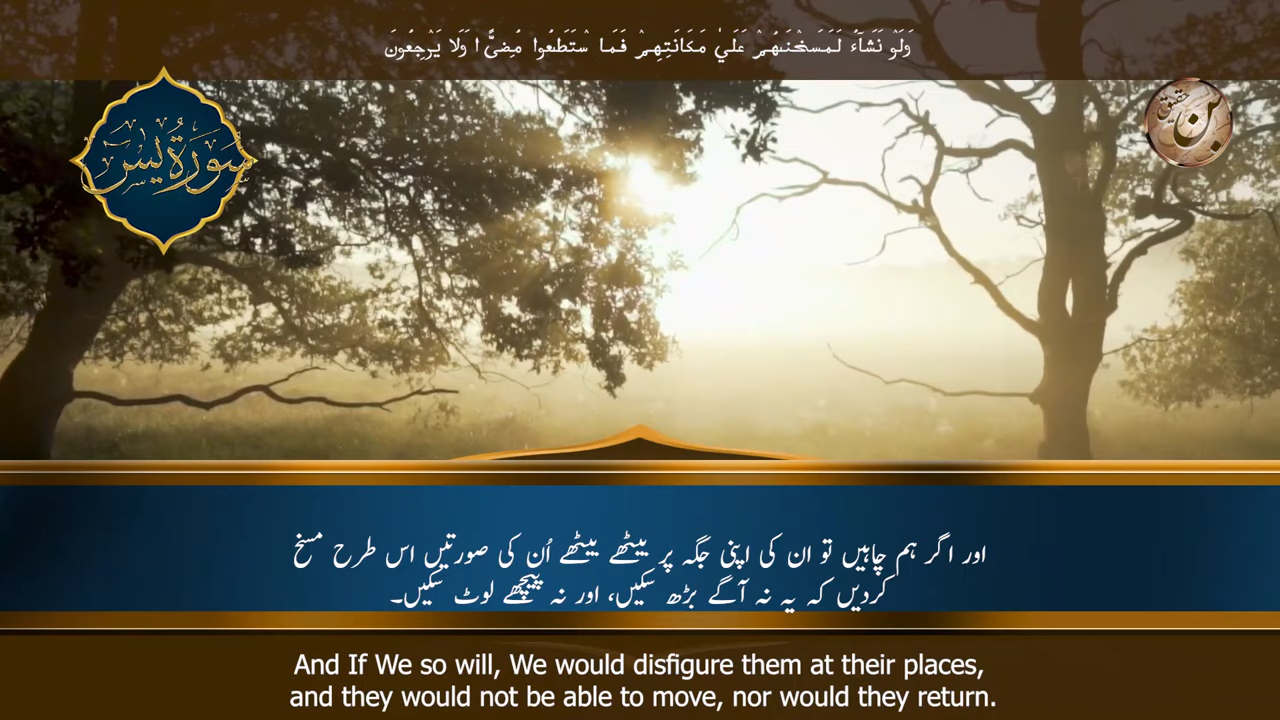 وَلَوْ نَشَآءُ لَمَسَخْنَٰهُمْ عَلَىٰ مَكَانَتِهِمْ فَمَا سْتَطَٰعُوا مُضِيًّا وَلَا يَرْجِعُونَ
سورة يس
اور اگر ہم چاہیں تو ان کی اپنی جگہ پر بیٹھے بیٹھے اُن کی صورتیں اس طرح مسخ
کردیں کہ یہ نہ آگے بڑھ سکیں، اور نہ پیچھے لوٹ سکیں۔
And If We so will, We would disfigure them at their places,
and they would not be able to move, nor would they return.